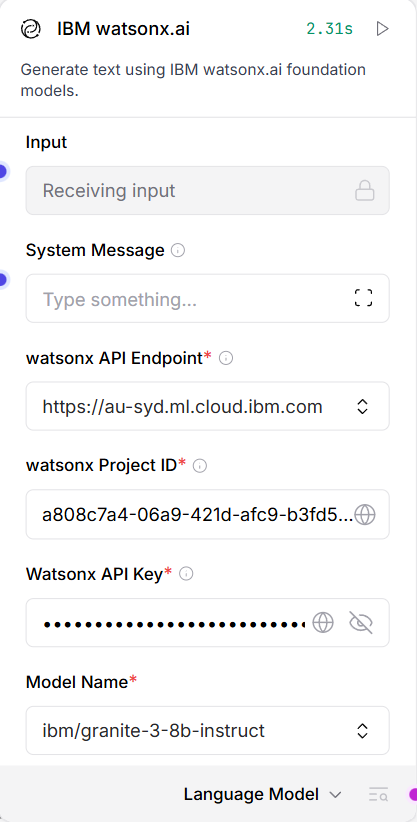 IBM watsonx.ai 2.31s
Generate text using IBM watsonx.ai foundation
models.
Input
Receiving input
System Message
Type something...
watsonx API Endpoint*
https://au-syd.ml.cloud.ibm.com
watsonx Project ID*
a808c7a4-06a9-421d-afc9-b3fd5...
Watsonx API Key*
••••••••••••••••••••••••••
Model Name*
ibm/granite-3-8b-instruct
Language Model